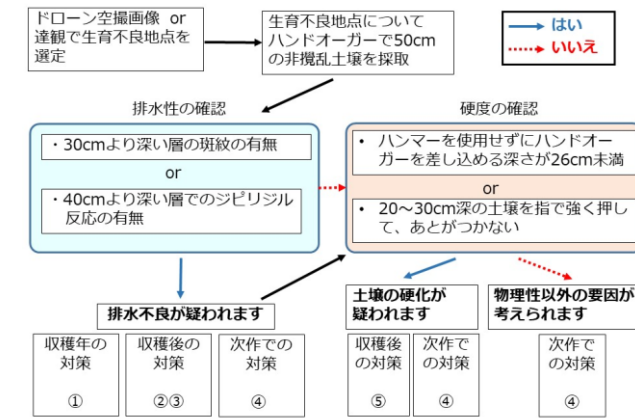 ドローン空撮画像 or
達観で生育不良地点を
選定
生育不良地点について
ハンドオーガーで50cm
の非攪乱土壌を採取
はい
いいえ
排水性の確認
・30cmより深い層の斑紋の有無
or
・40cmより深い層でのジピリジル
反応の有無
硬度の確認
• ハンマーを使用せずにハンドオー
ガーを差し込める深さが26cm未満
or
• 20～30cm深の土壌を指で強く押し
て、あとがつかない
排水不良が疑われます
収穫年の
対策
①
収穫後の
対策
②③
次作での
対策
④
土壌の硬化が
疑われます
収穫後
の対策
⑤
次作で
の対策
④
物理性以外の要因が
考えられます
次作で
の対策
④